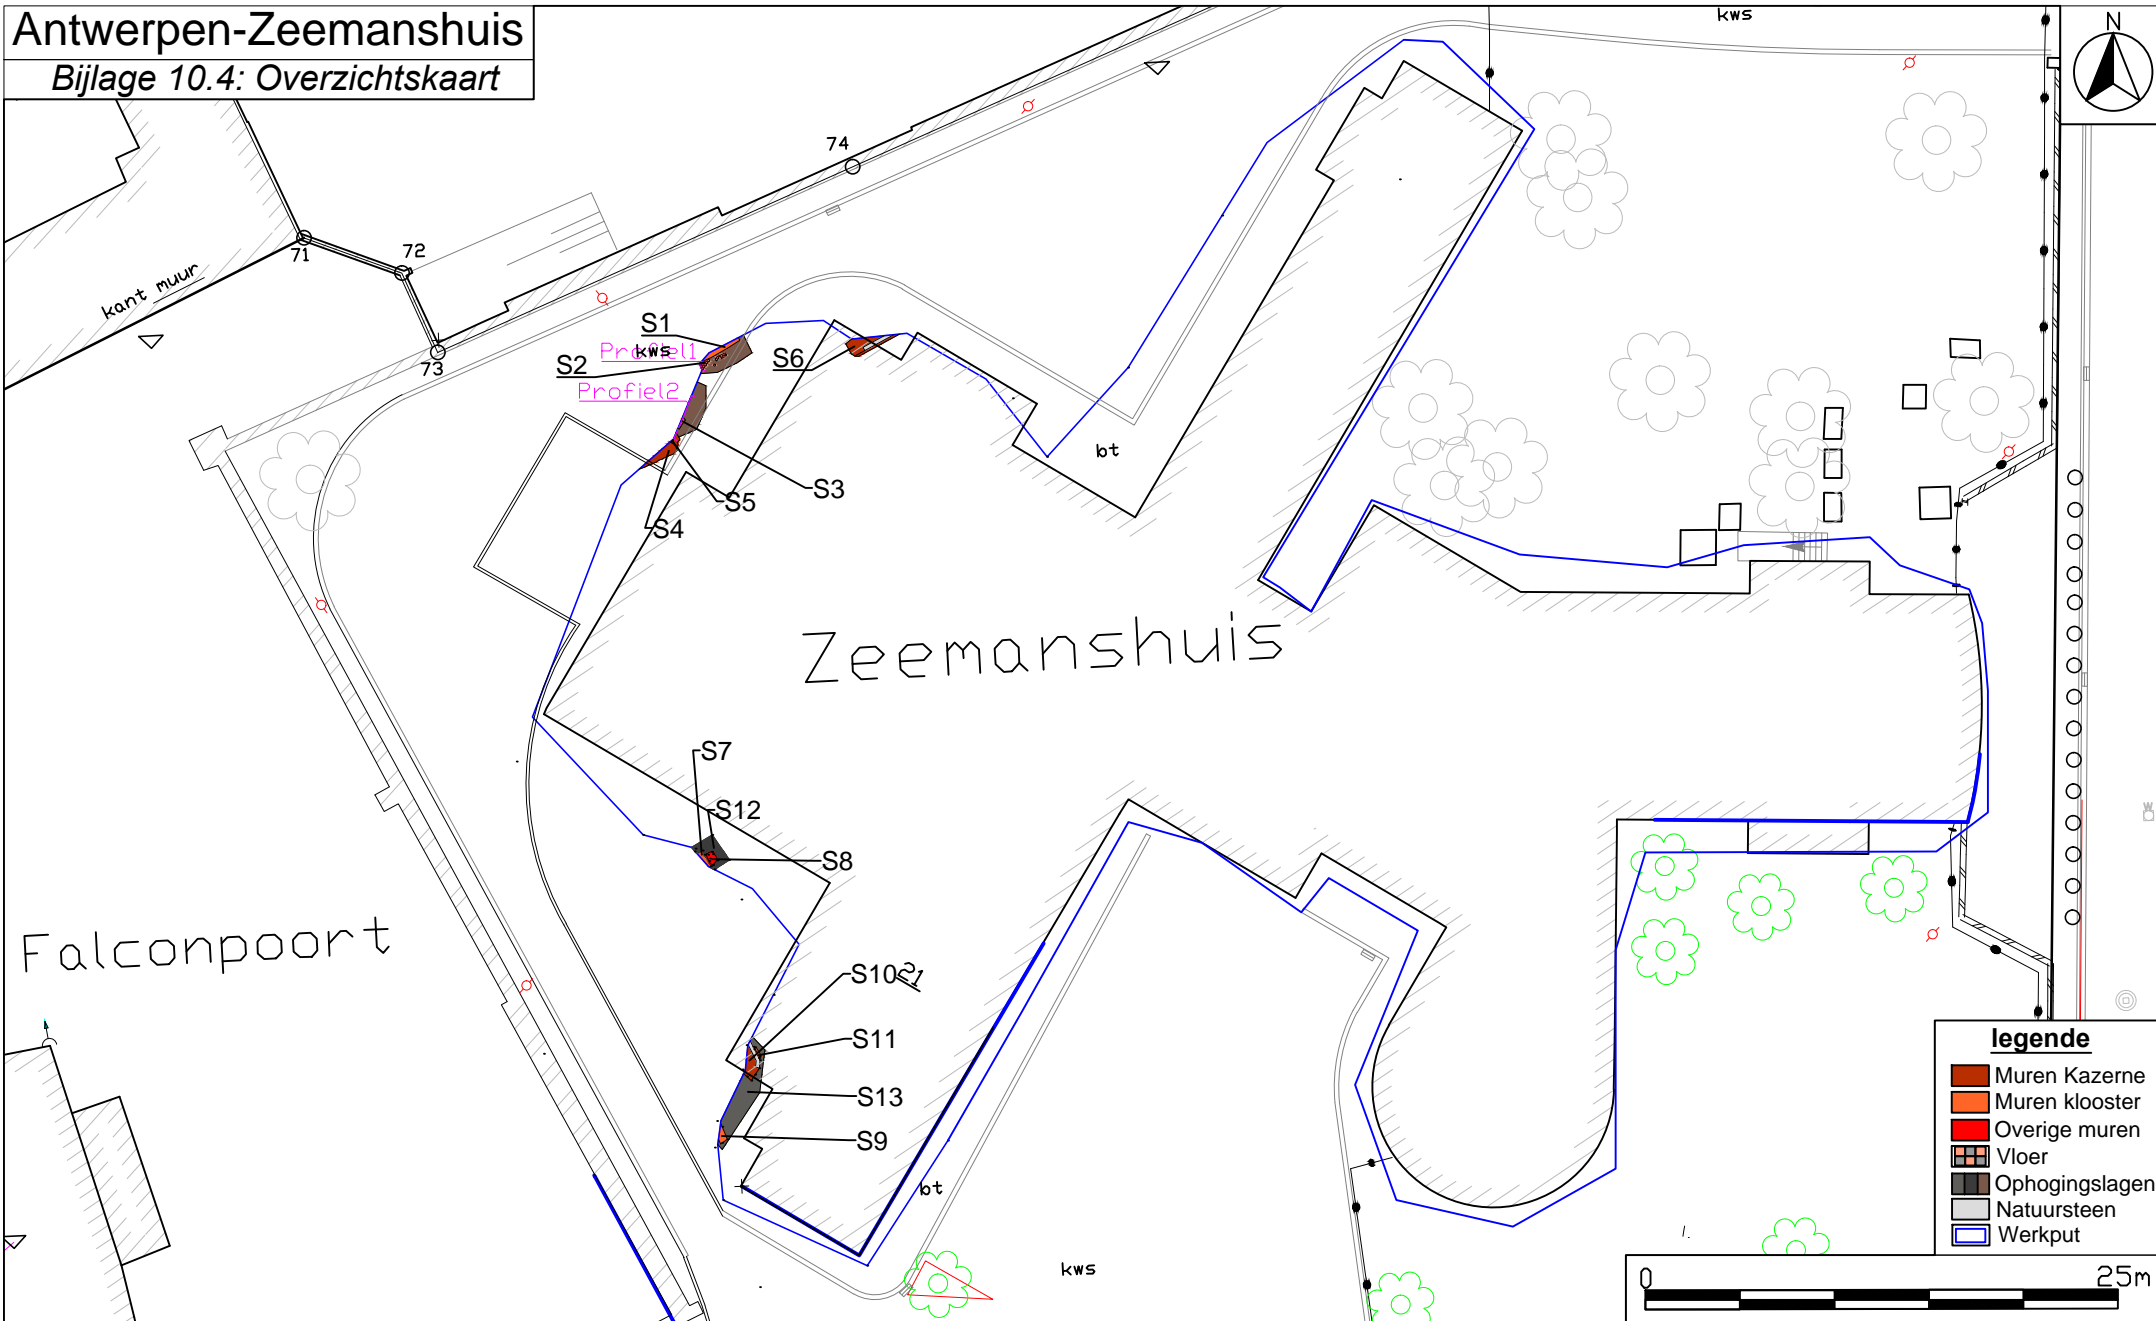 Antwerpen-Zeemanshuis
Bijlage 10.4: Overzichtskaart
kws
N
74
71
72
kant muur
73
S1
Profiel1
kws
S2
S6
Profiel2
bt
S3
S5
S4
Zeemanshuis
S7
S12
S8
Falconpoort
S10
21
S11
S13
S9
bt
kws
legende
Muren Kazerne
Muren klooster
Overige muren
Vloer
Ophogingslagen
Natuursteen
Werkput
0
25m